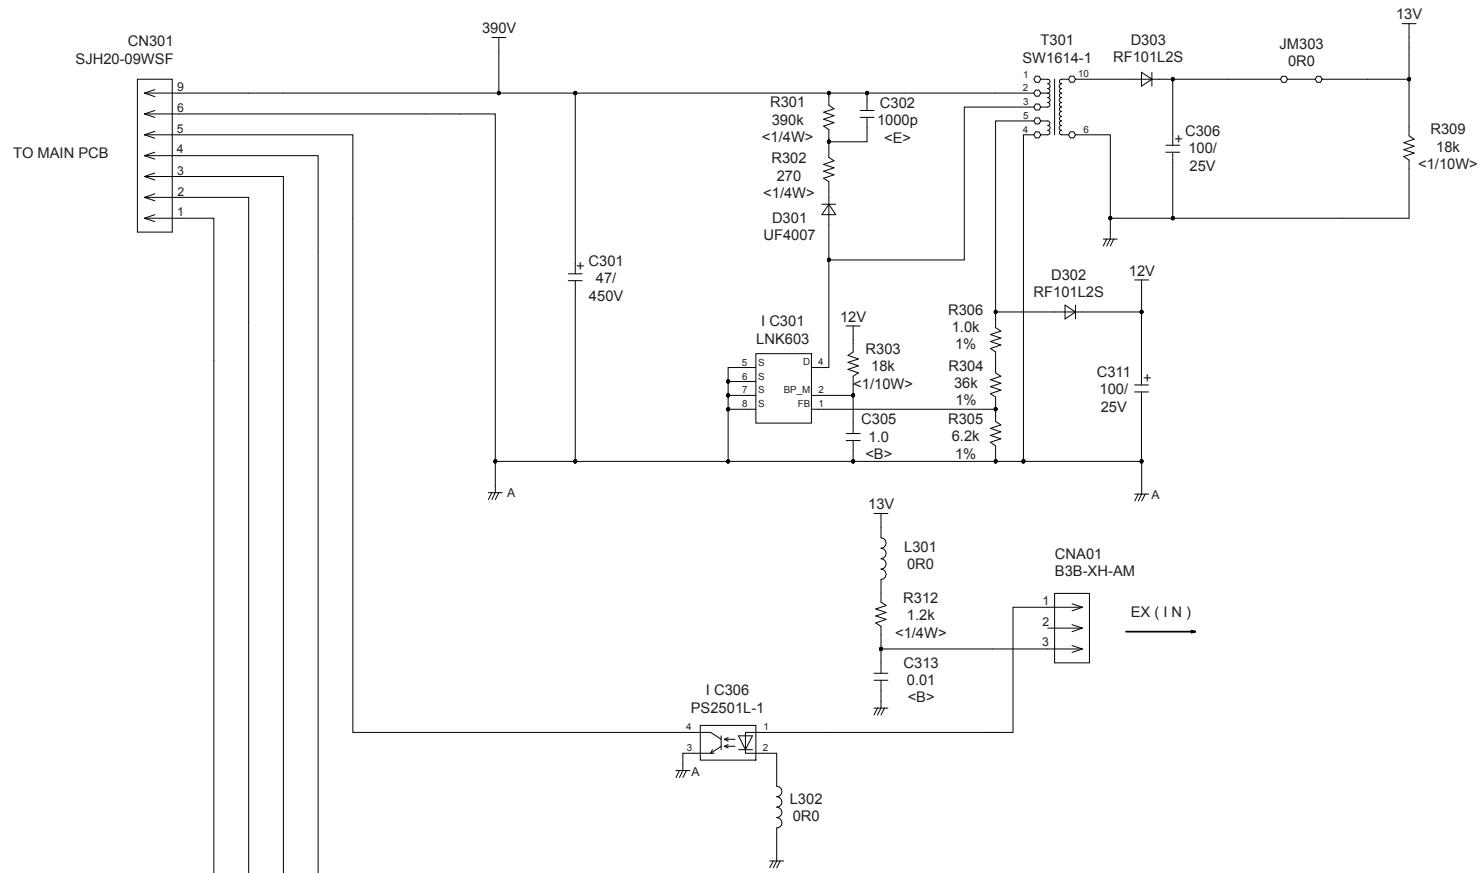 CN301
SJH20-09WSF
9
6
5
4
3
2
1
TO MAIN PCB
390V
C301
47/
450V
A
R301
390k
<1/4W>
C302
1000p
<E>
R302
270
<1/4W>
D301
UF4007
T301
SW1614-1
1
2
3
5
4
10
6
D303
RF101L2S
JM303
0R0
13V
C306
100/
25V
R309
18k
<1/10W>
I C301
LNK603
5 S
6 S
7 S
8 S
D 4
BP_M 2
FB 1
12V
R303
18k
<1/10W>
C305
1.0
<B>
R306
1.0k
1%
R304
36k
1%
R305
6.2k
1%
D302
RF101L2S
12V
C311
100/
25V
A
13V
L301
0R0
R312
1.2k
<1/4W>
C313
0.01
<B>
CNA01
B3B-XH-AM
1
2
3
EX ( I N )
I C306
PS2501L-1
4
3
1
2
A
L302
0R0